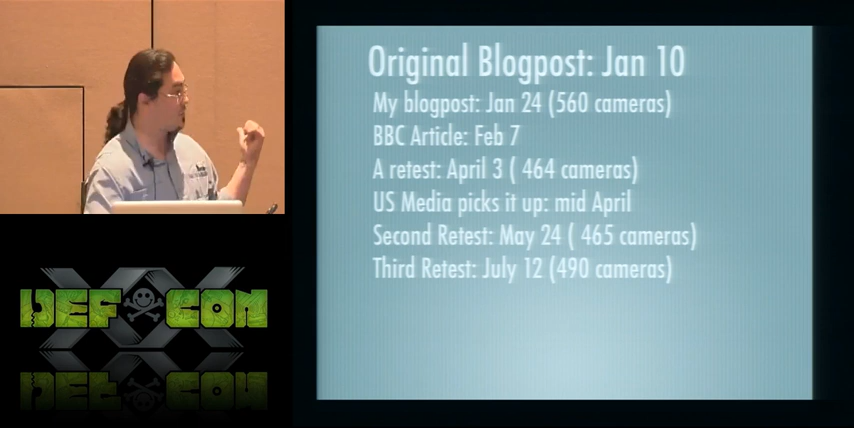 Original Blogpost: Jan 10
My blogpost: Jan 24 (560 cameras)
BBC Article: Feb 7
A retest: April 3 ( 464 cameras)
US Media picks it up: mid April
Second Retest: May 24 ( 465 cameras)
Third Retest: July 12 (490 cameras)
XX
DEF CON